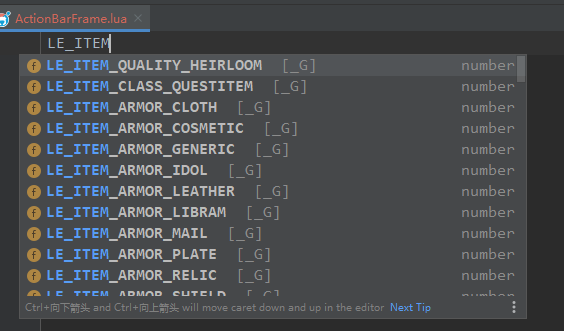 ActionBarFrame.lua
LE_ITEM
LE_ITEM_QUALITY_HEIRLOOM [_G] number
LE_ITEM_CLASS_QUESTITEM [_G] number
LE_ITEM_ARMOR_CLOTH [_G] number
LE_ITEM_ARMOR_COSMETIC [_G] number
LE_ITEM_ARMOR_GENERIC [_G] number
LE_ITEM_ARMOR_IDOL [_G] number
LE_ITEM_ARMOR_LEATHER [_G] number
LE_ITEM_ARMOR_LIBRAM [_G] number
LE_ITEM_ARMOR_MAIL [_G] number
LE_ITEM_ARMOR_PLATE [_G] number
LE_ITEM_ARMOR_RELIC [_G] number
LE_ITEM_ARMOR_SHIELD [_G] number
Ctrl+向下箭头 and Ctrl+向上箭头 will move caret down and up in the editor Next Tip